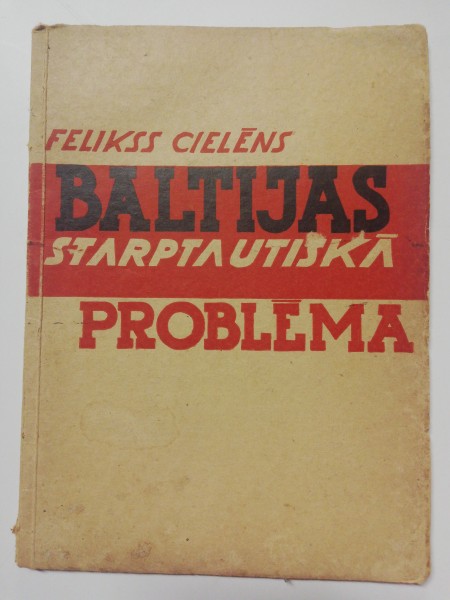 FELIKSS CIELĒNS
BALTIJAS
STARPTAUTISKĀ
PROBLĒMA